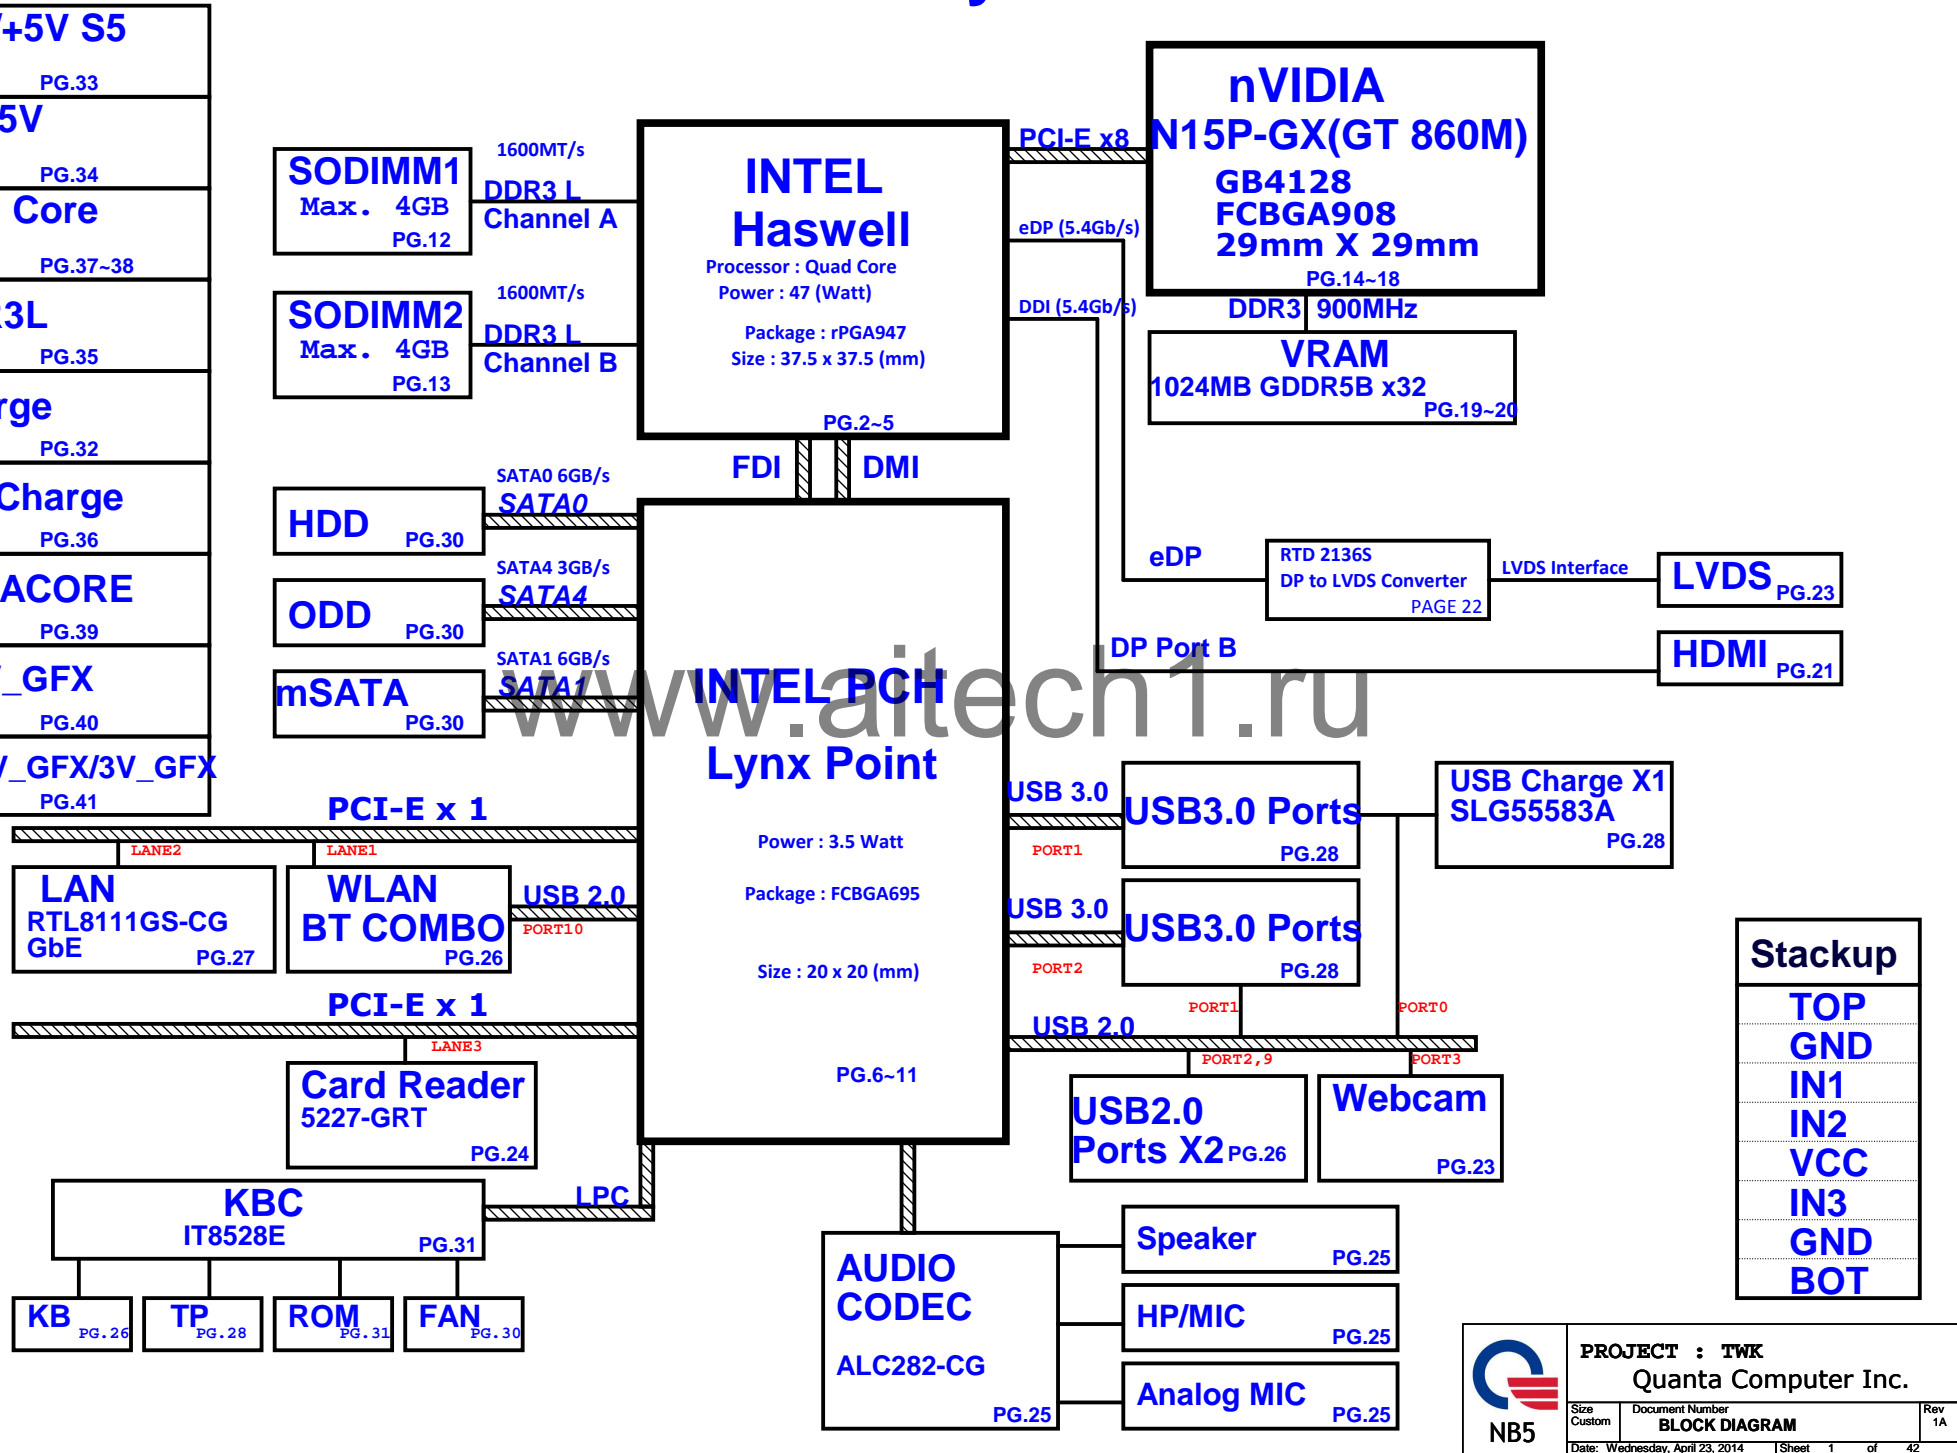 /+5V S5
PG.33
5V
PG.34
Core
PG.37~38
R3L
PG.35
rge
PG.32
Charge
PG.36
ACORE
PG.39
V_GFX
PG.40
V_GFX/3V_GFX
PG.41
SODIMM1
Max. 4GB
PG.12
1600MT/s
DDR3 L
Channel A
SODIMM2
Max. 4GB
PG.13
1600MT/s
DDR3 L
Channel B
INTEL
Haswell
Processor : Quad Core
Power : 47 (Watt)
Package : rPGA947
Size : 37.5 x 37.5 (mm)
PG.2~5
PCI-E x8
eDP (5.4Gb/s)
DDI (5.4Gb/s)
nVIDIA
N15P-GX(GT 860M)
GB4128
FCBGA908
29mm X 29mm
PG.14~18
DDR3 900MHz
VRAM
1024MB GDDR5B x32
PG.19~20
FDI
DMI
HDD
PG.30
SATA0 6GB/s
SATA0
ODD
PG.30
SATA4 3GB/s
SATA4
mSATA
PG.30
SATA1 6GB/s
SATA1
eDP
RTD 2136S
DP to LVDS Converter
PAGE 22
LVDS Interface
LVDS
PG.23
DP Port B
HDMI
PG.21
www.aitech1.ru
INTEL PCH
Lynx Point
Power : 3.5 Watt
Package : FCBGA695
Size : 20 x 20 (mm)
PG.6~11
PCI-E x 1
LANE2
LANE1
LAN
RTL8111GS-CG
GbE
PG.27
WLAN
BT COMBO
PG.26
USB 2.0
PORT10
PCI-E x 1
LANE3
Card Reader
5227-GRT
PG.24
USB 3.0
PORT1
USB3.0 Ports
PG.28
USB Charge X1
SLG55583A
PG.28
USB 3.0
PORT2
USB3.0 Ports
PG.28
PORT1
PORT0
USB 2.0
PORT2,9
PORT3
USB2.0
Ports X2
PG.26
Webcam
PG.23
KBC
IT8528E
PG.31
LPC
KB
PG.26
TP
PG.28
ROM
PG.31
FAN
PG.30
AUDIO
CODEC
ALC282-CG
PG.25
Speaker
PG.25
HP/MIC
PG.25
Analog MIC
PG.25
Stackup
TOP
GND
IN1
IN2
VCC
IN3
GND
BOT
NB5
PROJECT : TWK
Quanta Computer Inc.
Size
Custom
Document Number
BLOCK DIAGRAM
Rev
1A
Date: Wednesday, April 23, 2014
Sheet 1 of 42